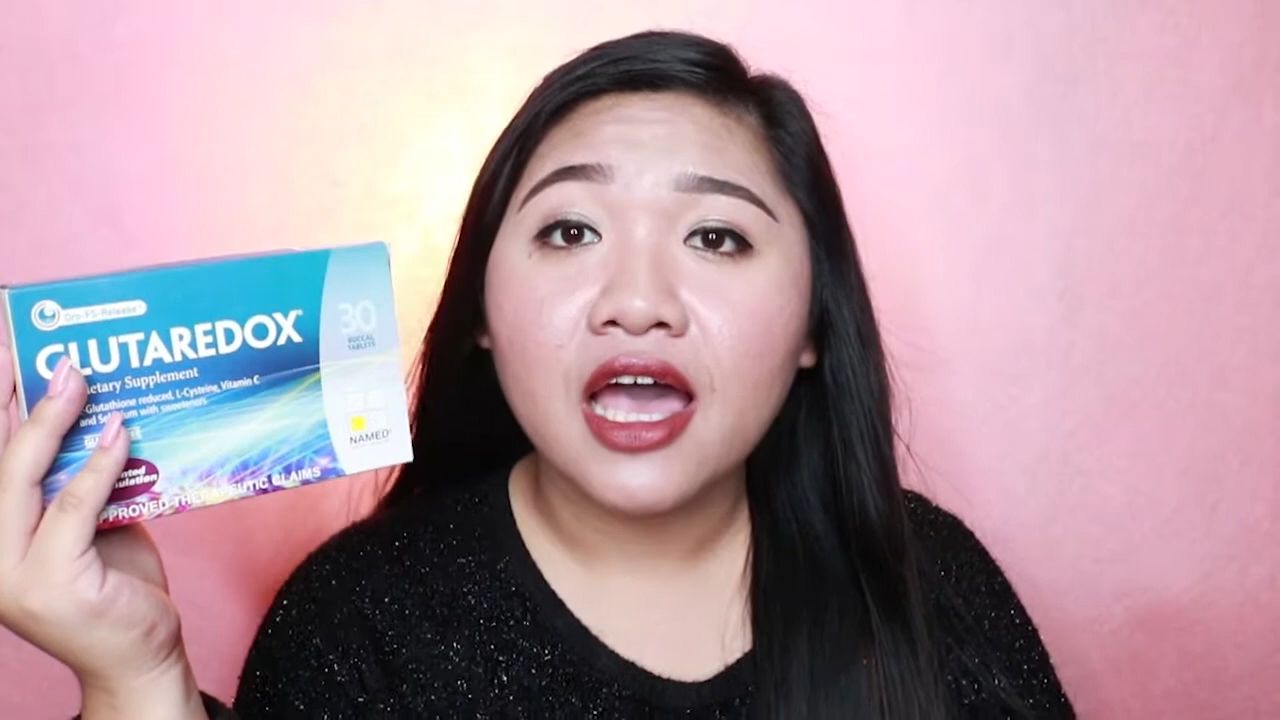 Oro-FS-Release
GLUTAREDOX
30
BUCCAL
TABLETS
Dietary Supplement
Glutathione reduced, L-Cysteine, Vitamin C
and Selenium with sweeteners
NAMED
APPROVED THERAPEUTIC CLAIMS